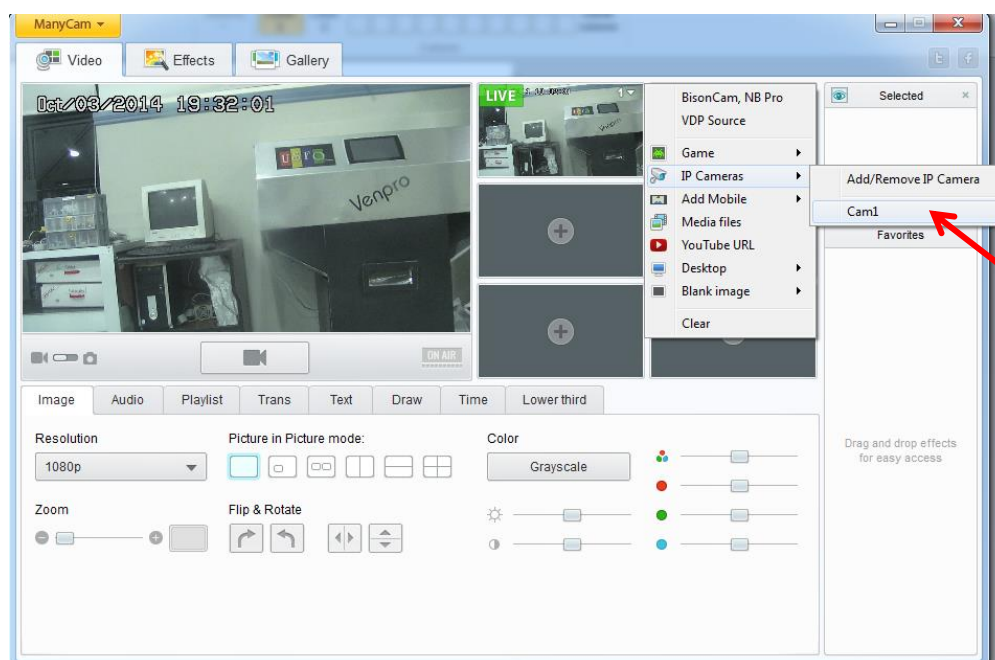 ManyCam
Video
Effects
Gallery
Oct/03/2014 19:32:01
Venpro
LIVE
1
BisonCam, NB Pro
VDP Source
Game
IP Cameras
Add Mobile
Media files
YouTube URL
Desktop
Blank image
Clear
Selected
Add/Remove IP Camera
Cam1
Favorites
Drag and drop effects
for easy access
ON AIR
Image
Audio
Playlist
Trans
Text
Draw
Time
Lower third
Resolution
1080p
Picture in Picture mode:
Color
Grayscale
Zoom
Flip & Rotate